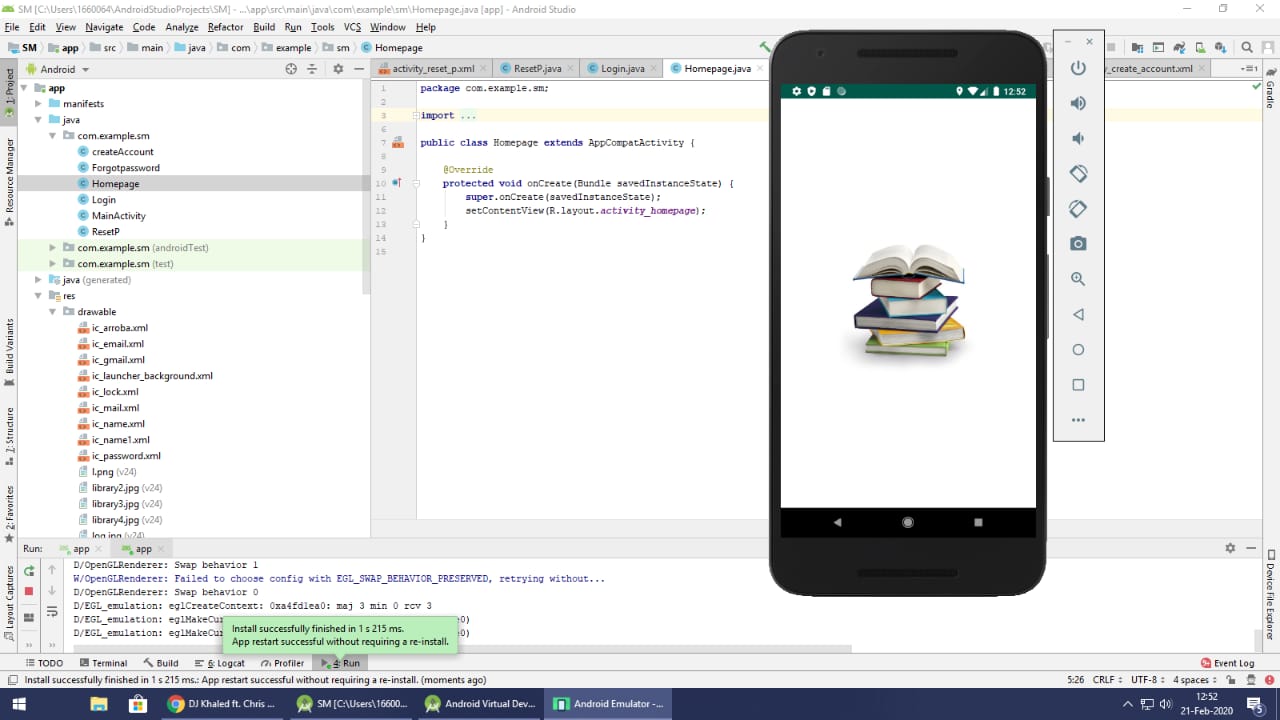 SM [C:\Users\1660064\AndroidStudioProjects\SM] - ...\app\src\main\java\com\example\sm\Homepage.java [app] - Android Studio
File Edit View Navigate Code Analyze Refactor Build Run Tools VCS Window Help
SM app src main java com example sm Homepage
Android
activity_reset_p.xml ResetP.java Login.java Homepage.java y_create_account.xml
1: Project
Resource Manager
Build Variants
7: Structure
2: Favorites
Layout Captures
app
manifests
java
com.example.sm
createAccount
Forgotpassword
Homepage
Login
MainActivity
ResetP
com.example.sm (androidTest)
com.example.sm (test)
java (generated)
res
drawable
ic_arroba.xml
ic_email.xml
ic_gmail.xml
ic_launcher_background.xml
ic_lock.xml
ic_mail.xml
ic_name.xml
ic_name1.xml
ic_password.xml
l.png (v24)
library2.jpg (v24)
library3.jpg (v24)
library4.jpg (v24)
1 package com.example.sm;
2
3 import ...
6
7 public class Homepage extends AppCompatActivity {
8
9 @Override
10 protected void onCreate(Bundle savedInstanceState) {
11 super.onCreate(savedInstanceState);
12 setContentView(R.layout.activity_homepage);
13 }
14 }
15
12:52
Gradle
Device File Explorer
Run: app app
D/OpenGLRenderer: Swap behavior 1
W/OpenGLRenderer: Failed to choose config with EGL_SWAP_BEHAVIOR_PRESERVED, retrying without...
D/OpenGLRenderer: Swap behavior 0
D/EGL_emulation: eglCreateContext: 0xa4fd1ea0: maj 3 min 0 rcv 3
D/EGL_emulation: eglMakeCu
D/EGL_emulation: eglMakeCu
Install successfully finished in 1 s 215 ms.
App restart successful without requiring a re-install.
TODO Terminal Build 6: Logcat Profiler 4: Run Event Log
Install successfully finished in 1 s 215 ms.: App restart successful without requiring a re-install. (moments ago) 5:26 CRLF UTF-8 4 spaces
DJ Khaled ft. Chris ... SM [C:\Users\16600... Android Virtual Dev... Android Emulator -...
12:52
21-Feb-2020
5